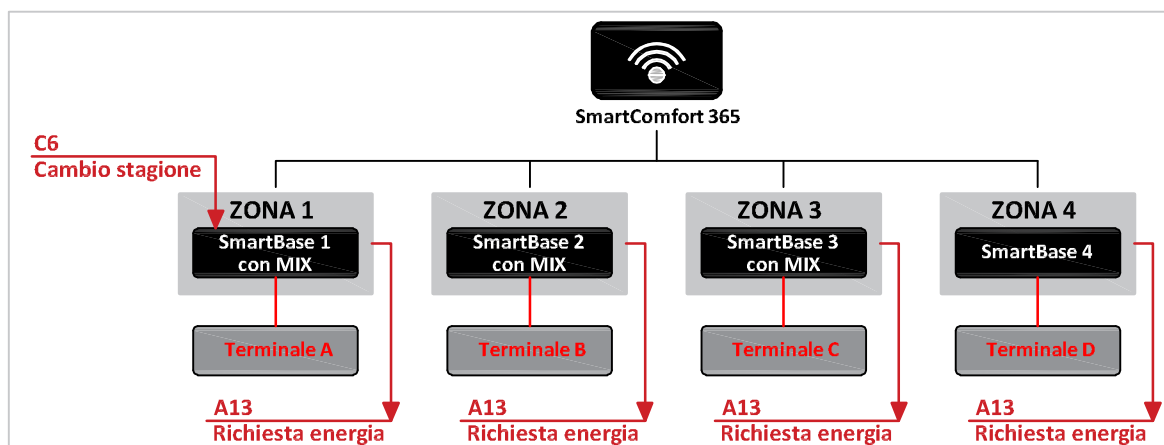 SmartComfort 365
C6
Cambio stagione
ZONA 1
SmartBase 1
con MIX
Terminale A
A13
Richiesta energia
ZONA 2
SmartBase 2
con MIX
Terminale B
A13
Richiesta energia
ZONA 3
SmartBase 3
con MIX
Terminale C
A13
Richiesta energia
ZONA 4
SmartBase 4
Terminale D
A13
Richiesta energia